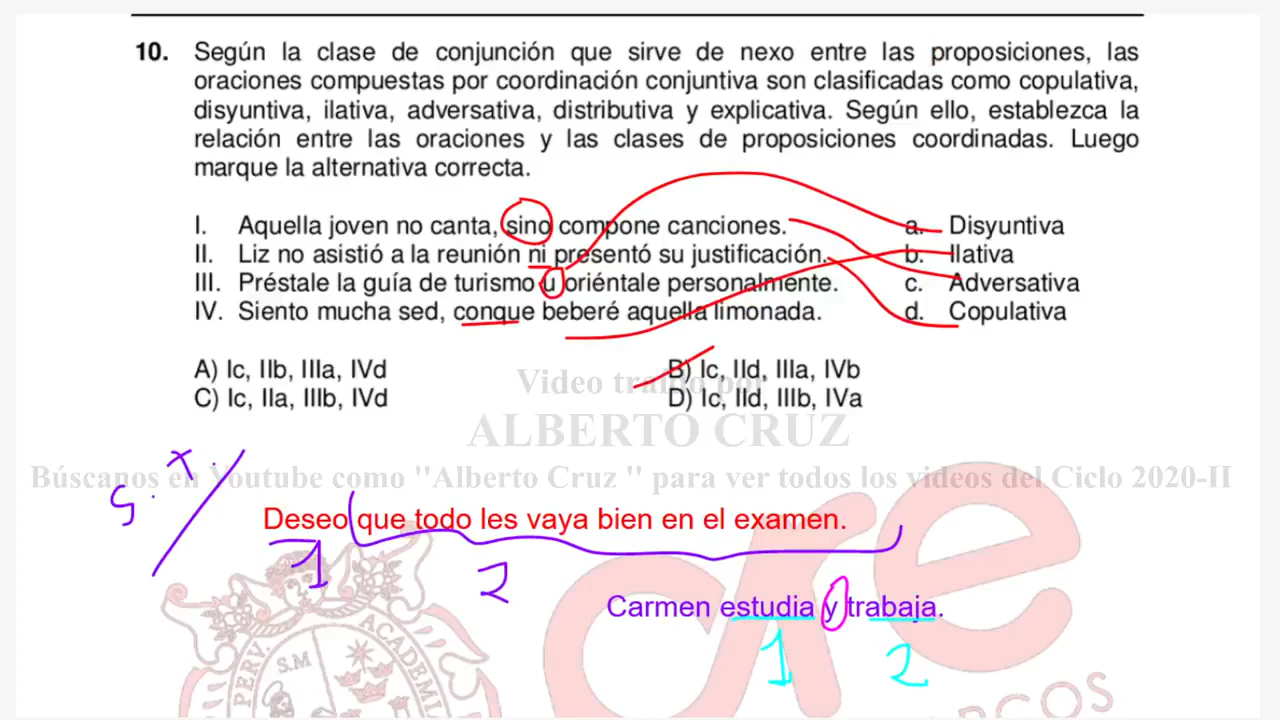 10. Según la clase de conjunción que sirve de nexo entre las proposiciones, las
oraciones compuestas por coordinación conjuntiva son clasificadas como copulativa,
disyuntiva, ilativa, adversativa, distributiva y explicativa. Según ello, establezca la
relación entre las oraciones y las clases de proposiciones coordinadas. Luego
marque la alternativa correcta.
I. Aquella joven no canta, sino compone canciones. a. Disyuntiva
II. Liz no asistió a la reunión ni presentó su justificación. b. Ilativa
III. Préstale la guía de turismo u oriéntale personalmente. c. Adversativa
IV. Siento mucha sed, conque beberé aquella limonada. d. Copulativa
A) Ic, IIb, IIIa, IVd B) Ic, IId, IIIa, IVb
C) Ic, IIa, IIIb, IVd D) Ic, IId, IIIb, IVa
Video traído por
ALBERTO CRUZ
Búscanos en Youtube como "Alberto Cruz " para ver todos los videos del Ciclo 2020-II
S. T.
Deseo que todo les vaya bien en el examen.
1 2
Carmen estudia y trabaja.
1 2
PERV. ACADEMI
S.M
cre